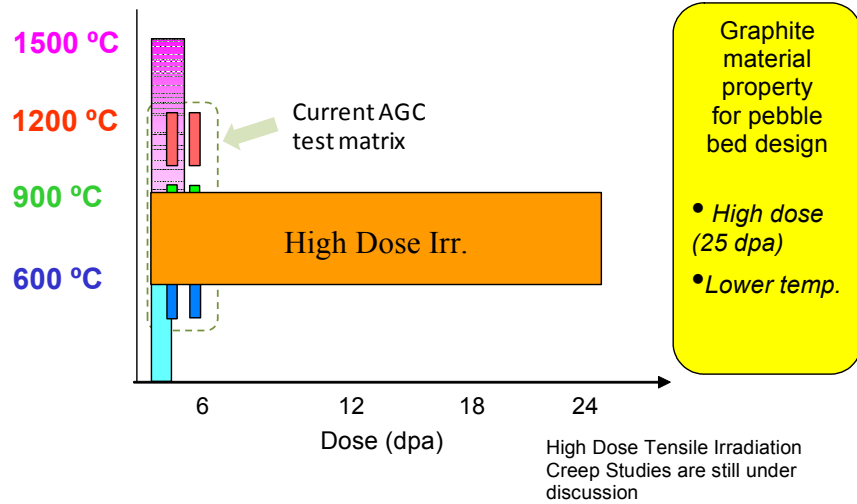 1500 ºC
1200 ºC
900 ºC
600 ºC
Current AGC
test matrix
High Dose Irr.
6
12
18
24
Dose (dpa)
High Dose Tensile Irradiation
Creep Studies are still under
discussion
Graphite
material
property
for pebble
bed design
• High dose
(25 dpa)
•Lower temp.